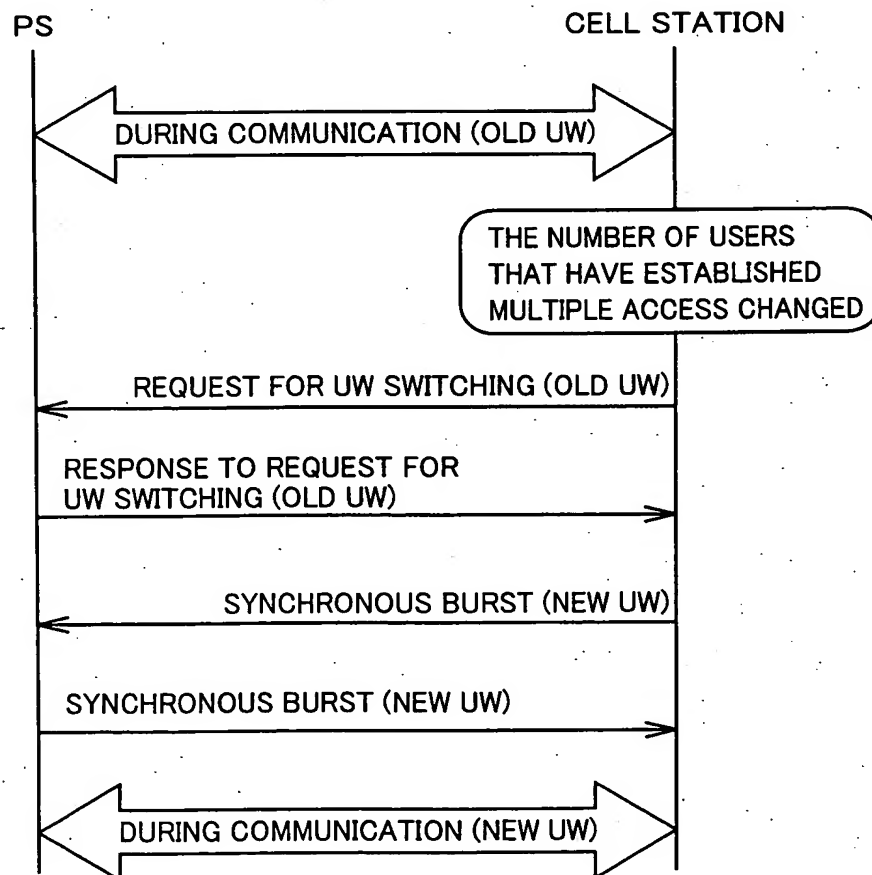 PS
CELL STATION
DURING COMMUNICATION (OLD UW)
THE NUMBER OF USERS
THAT HAVE ESTABLISHED
MULTIPLE ACCESS CHANGED
REQUEST FOR UW SWITCHING (OLD UW)
RESPONSE TO REQUEST FOR
UW SWITCHING (OLD UW)
SYNCHRONOUS BURST (NEW UW)
SYNCHRONOUS BURST (NEW UW)
DURING COMMUNICATION (NEW UW)